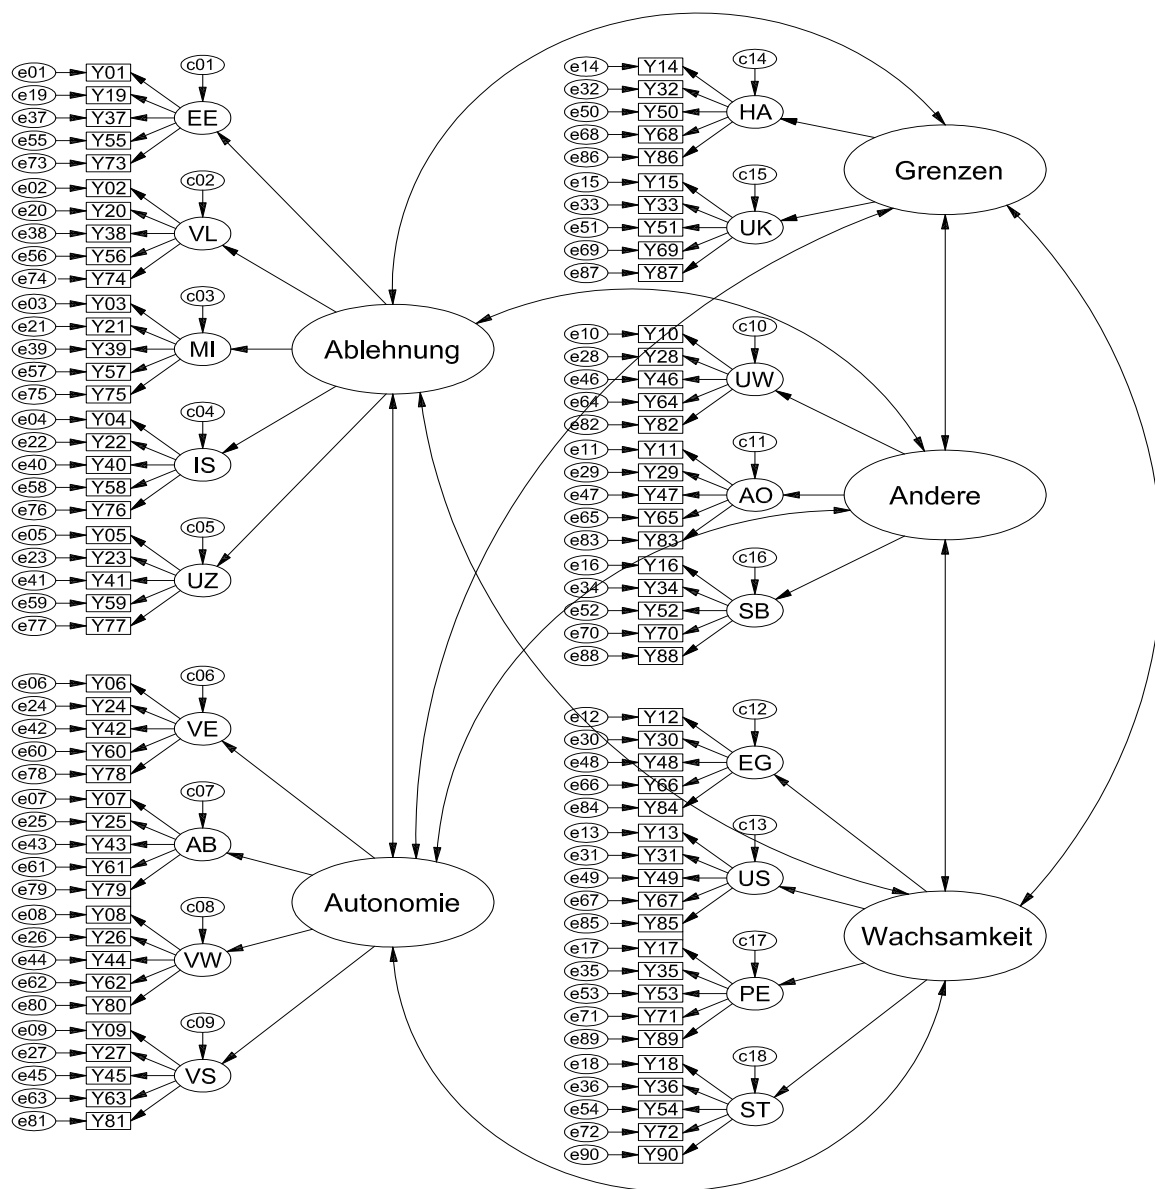 c01
e01 Y01
e19 Y19
e37 Y37 EE
e55 Y55
e73 Y73
c02
e02 Y02
e20 Y20
e38 Y38 VL
e56 Y56
e74 Y74
c03
e03 Y03
e21 Y21
e39 Y39 MI
e57 Y57
e75 Y75
c04
e04 Y04
e22 Y22
e40 Y40 IS
e58 Y58
e76 Y76
c05
e05 Y05
e23 Y23
e41 Y41 UZ
e59 Y59
e77 Y77
Ablehnung
c06
e06 Y06
e24 Y24
e42 Y42 VE
e60 Y60
e78 Y78
c07
e07 Y07
e25 Y25
e43 Y43 AB
e61 Y61
e79 Y79
c08
e08 Y08
e26 Y26
e44 Y44 VW
e62 Y62
e80 Y80
c09
e09 Y09
e27 Y27
e45 Y45 VS
e63 Y63
e81 Y81
Autonomie
c14
e14 Y14
e32 Y32
e50 Y50 HA
e68 Y68
e86 Y86
c15
e15 Y15
e33 Y33
e51 Y51 UK
e69 Y69
e87 Y87
Grenzen
c10
e10 Y10
e28 Y28
e46 Y46 UW
e64 Y64
e82 Y82
c11
e11 Y11
e29 Y29
e47 Y47 AO
e65 Y65
e83 Y83
c16
e16 Y16
e34 Y34
e52 Y52 SB
e70 Y70
e88 Y88
Andere
c12
e12 Y12
e30 Y30
e48 Y48 EG
e66 Y66
e84 Y84
c13
e13 Y13
e31 Y31
e49 Y49 US
e67 Y67
e85 Y85
c17
e17 Y17
e35 Y35
e53 Y53 PE
e71 Y71
e89 Y89
c18
e18 Y18
e36 Y36
e54 Y54 ST
e72 Y72
e90 Y90
Wachsamkeit